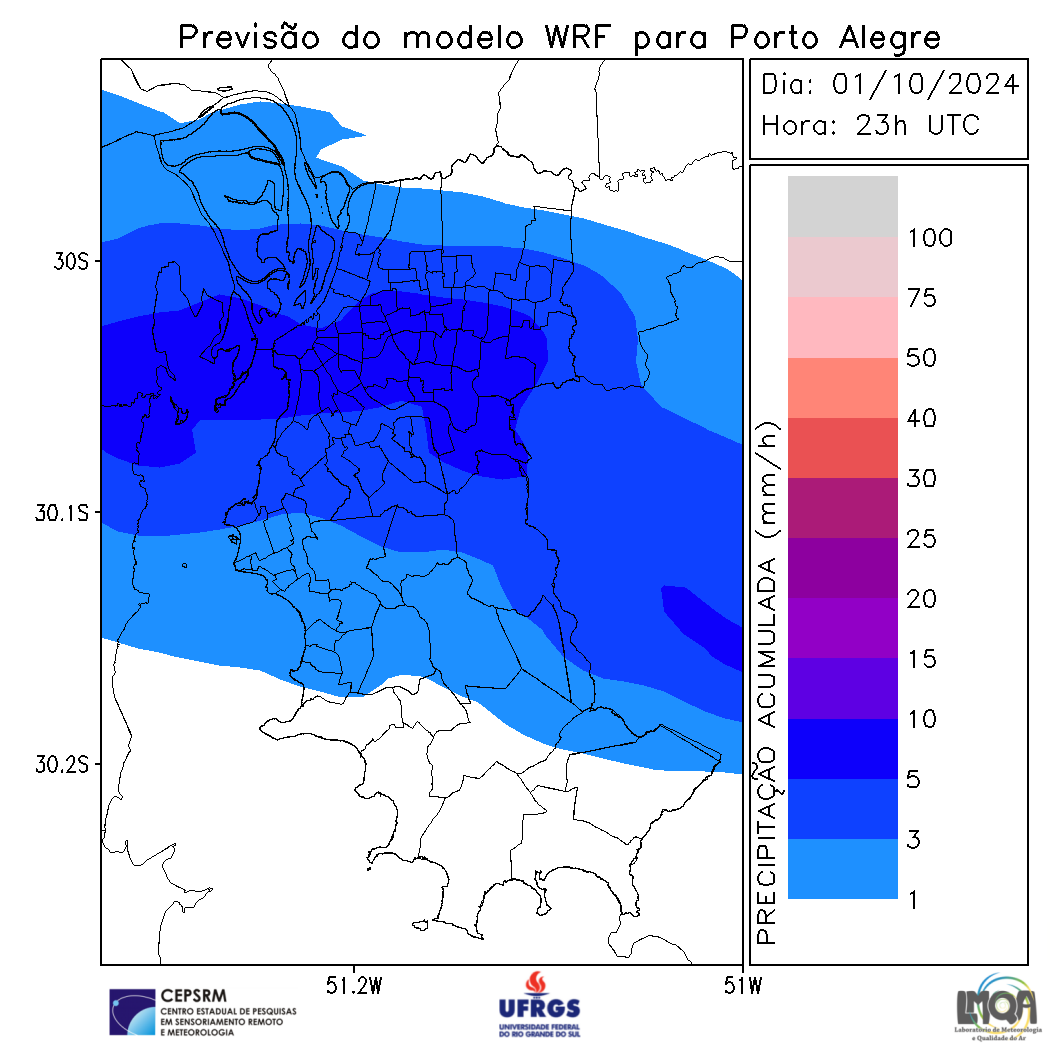 Previsão do modelo WRF para Porto Alegre
Dia: 01/10/2024
Hora: 23h UTC
30S
30.1S
30.2S
51.2W
51W
PRECIPITAÇÃO ACUMULADA (mm/h)
100
75
50
40
30
25
20
15
10
5
3
1
CEPSRM
CENTRO ESTADUAL DE PESQUISAS
EM SENSORIAMENTO REMOTO
E METEOROLOGIA
UFRGS
UNIVERSIDADE FEDERAL
DO RIO GRANDE DO SUL
LMQA
Laboratório de Meteorologia
e Qualidade do Ar